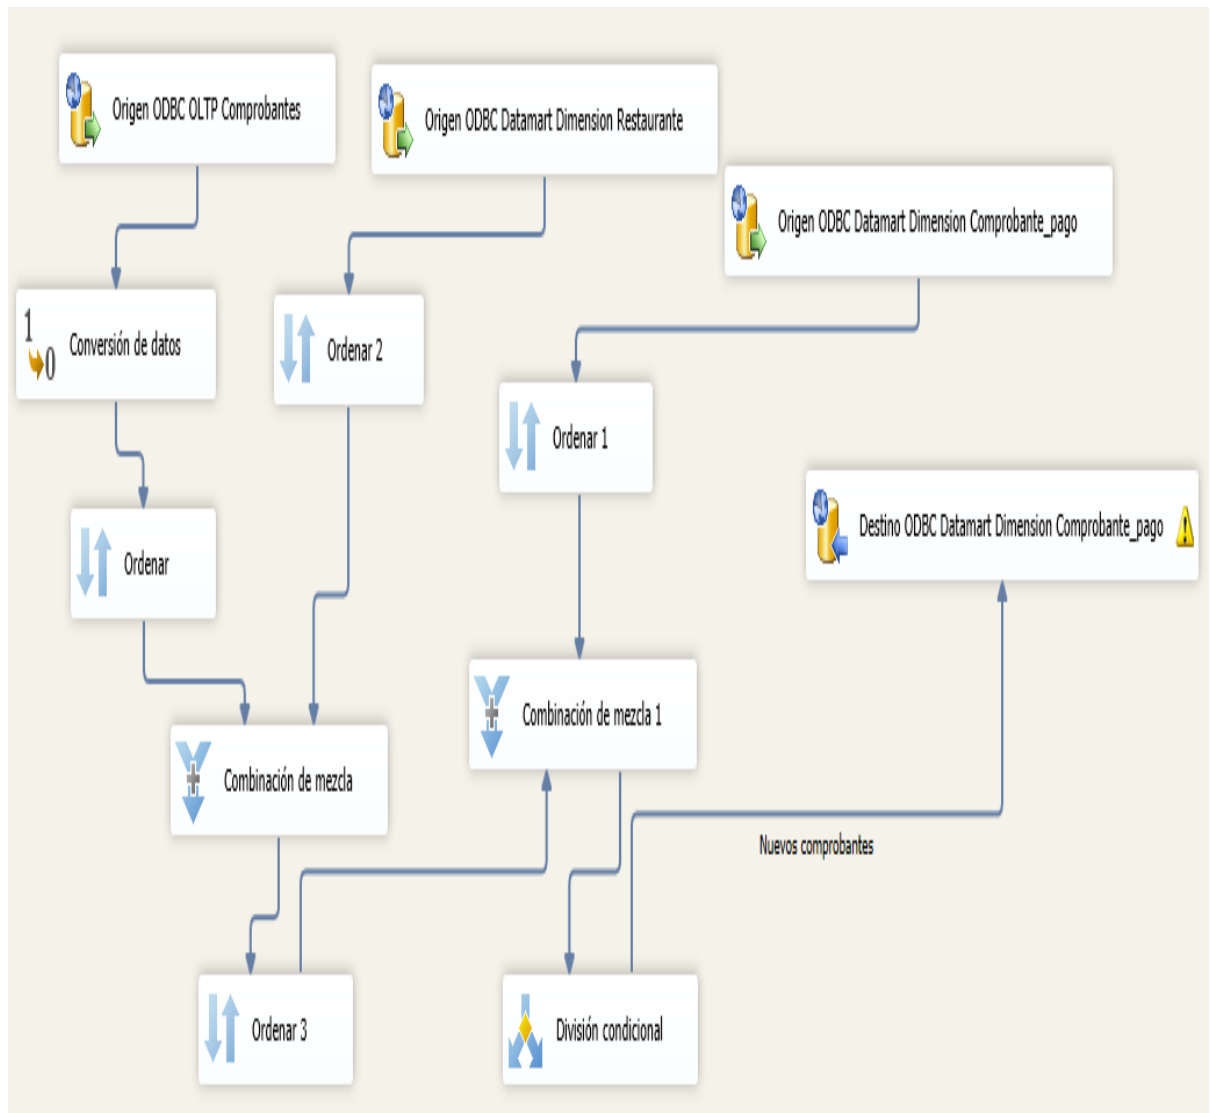 Origen ODBC OLTP Comprobantes
Origen ODBC Datamart Dimension Restaurante
Origen ODBC Datamart Dimension Comprobante_pago
1
0
Conversión de datos
Ordenar 2
Ordenar 1
Destino ODBC Datamart Dimension Comprobante_pago
Ordenar
Combinación de mezcla 1
Combinación de mezcla
Nuevos comprobantes
Ordenar 3
División condicional